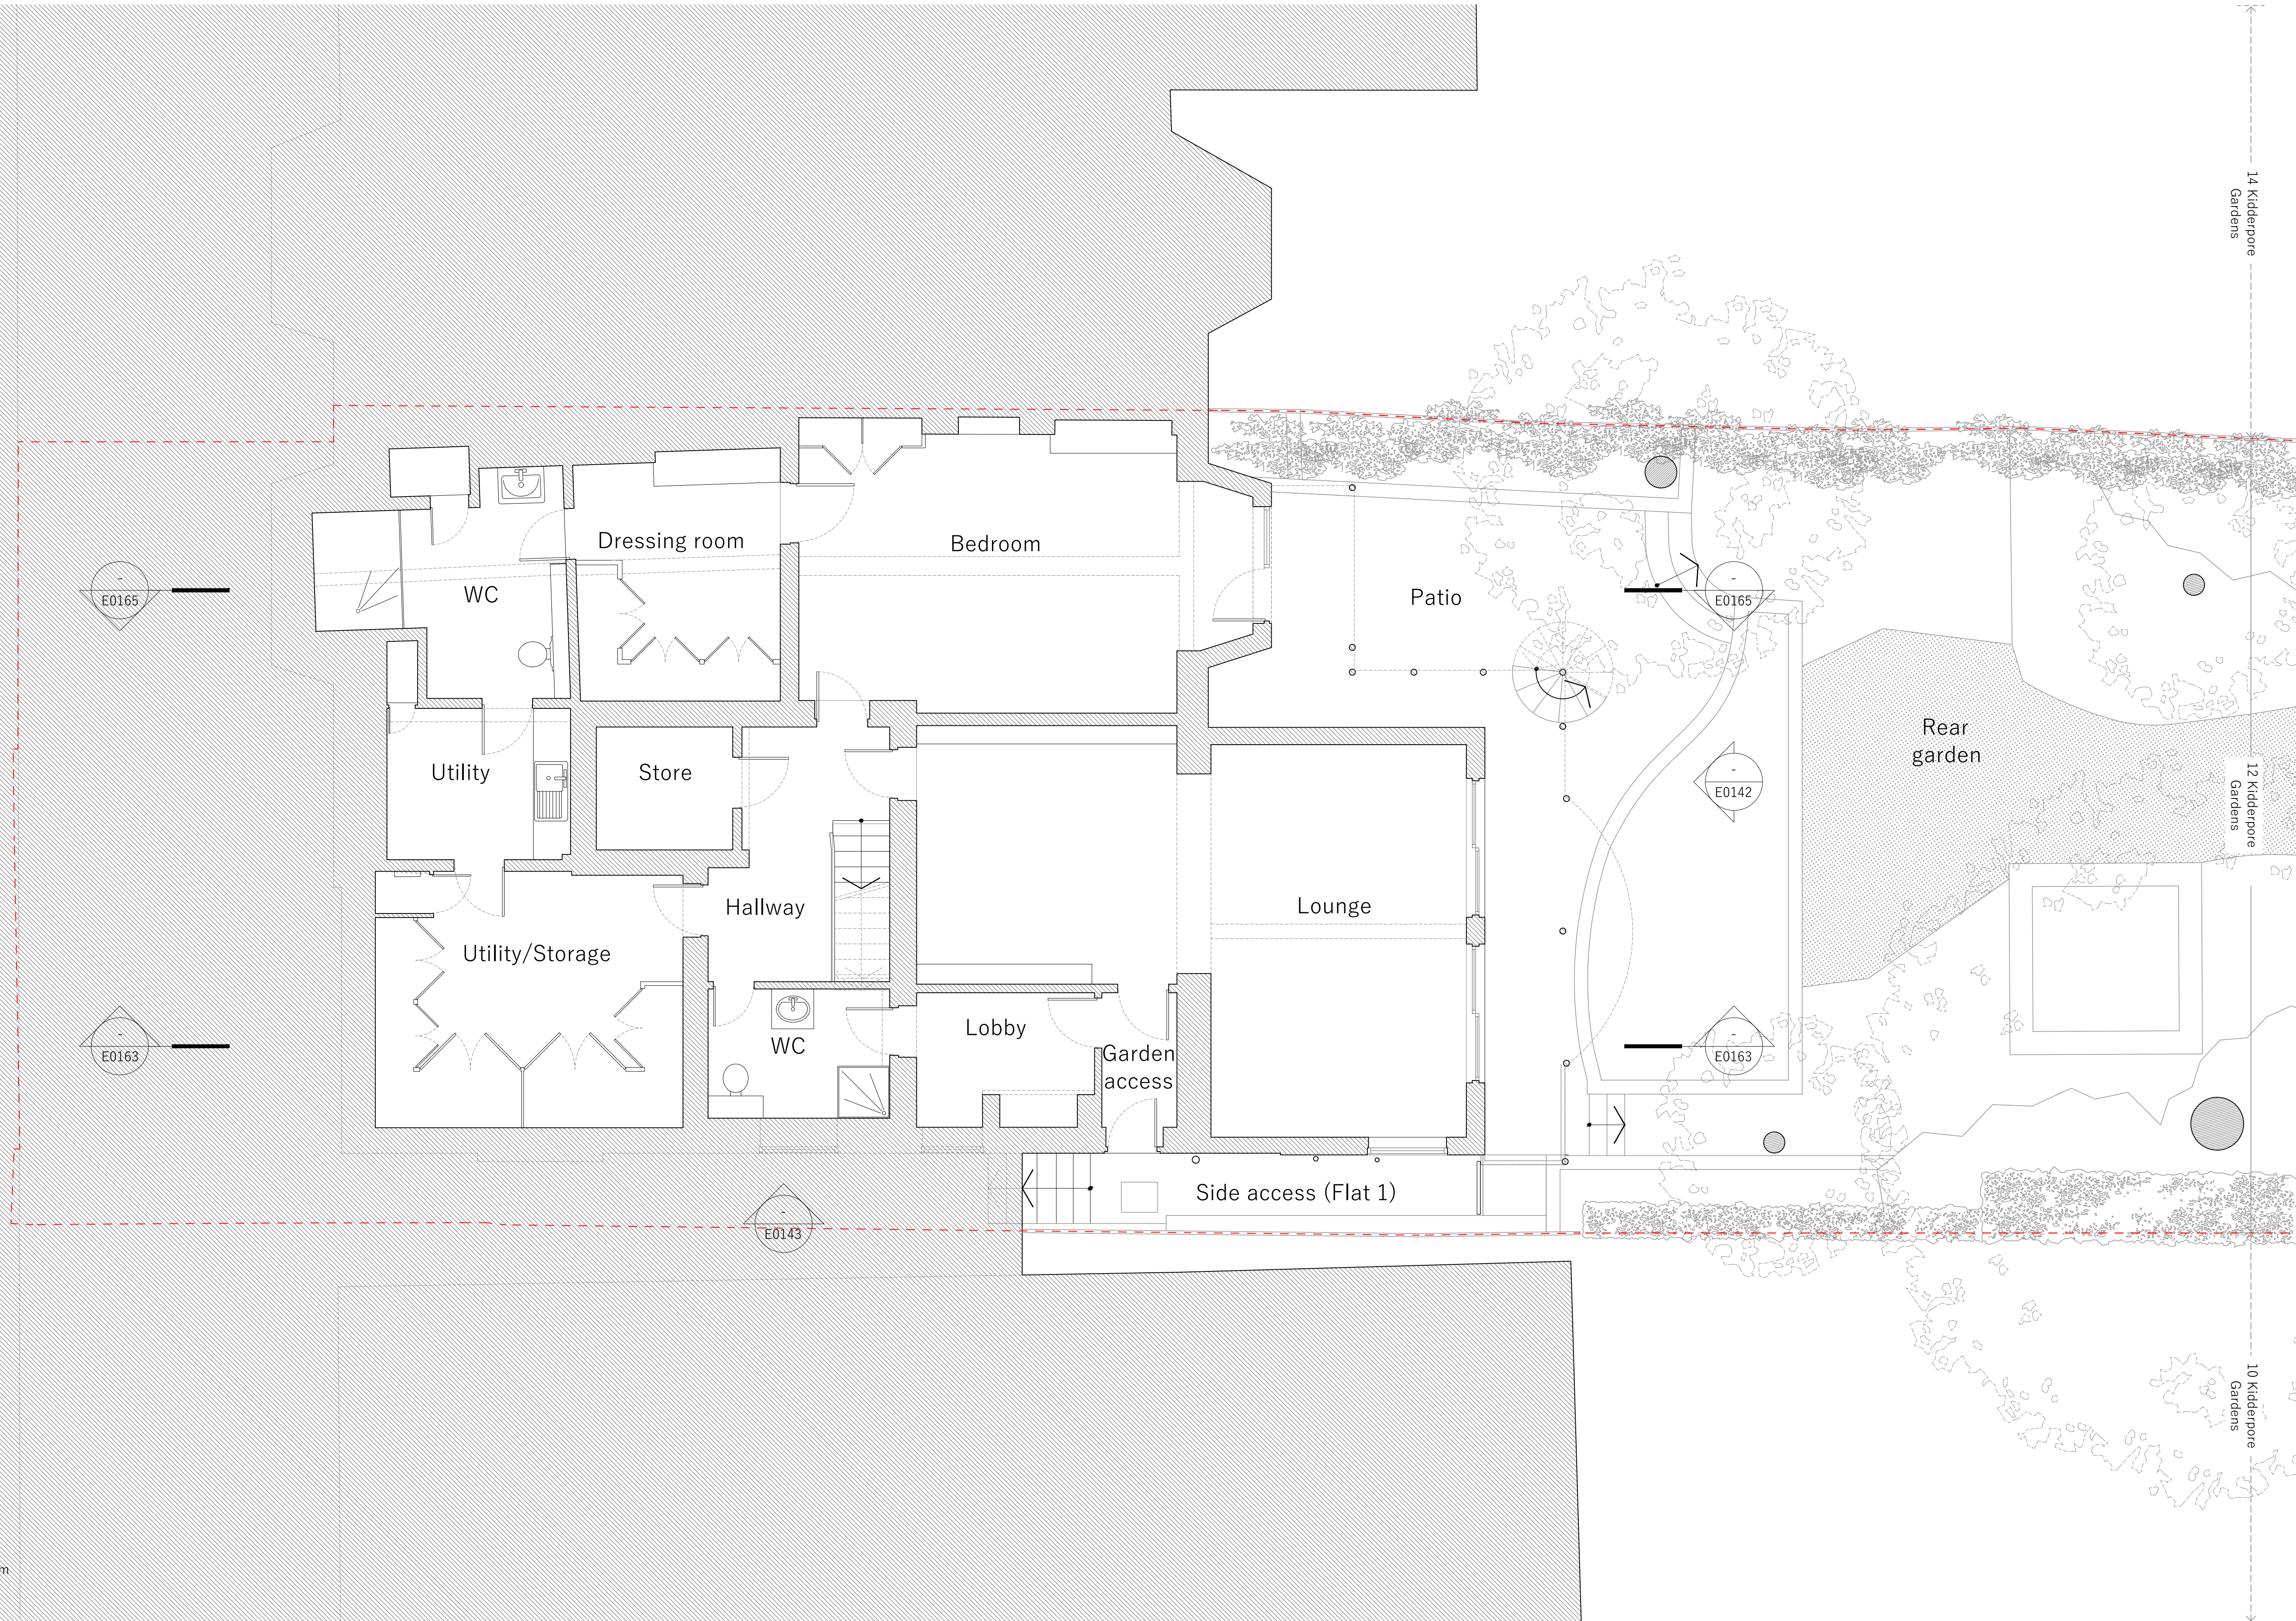 14 Kidderpore
Gardens
Dressing room
Bedroom
-
E0165
WC
Patio
-
E0165
Rear
garden
Utility
Store
-
E0142
12 Kidderpore
Gardens
Hallway
Lounge
Utility/Storage
-
E0163
WC
Lobby
Garden
access
-
E0163
Side access (Flat 1)
-
E0143
10 Kidderpore
Gardens
m